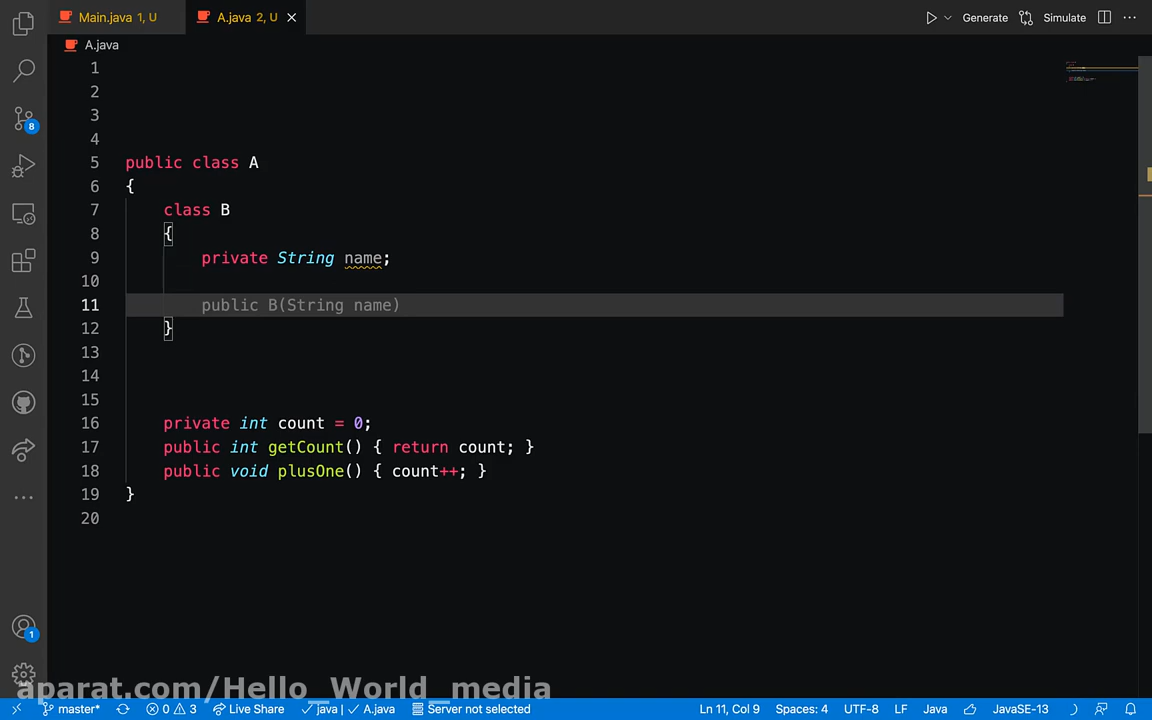 Main.java 1, U
A.java 2, U
Generate
Simulate
A.java
1
2
3
4
5 public class A
6 {
7 class B
8 {
9 private String name;
10
11 public B(String name)
12 }
13
14
15
16 private int count = 0;
17 public int getCount() { return count; }
18 public void plusOne() { count++; }
19 }
20
8
1
aparat.com/Hello_World_media
master* 0 3 Live Share java | A.java Server not selected Ln 11, Col 9 Spaces: 4 UTF-8 LF Java JavaSE-13